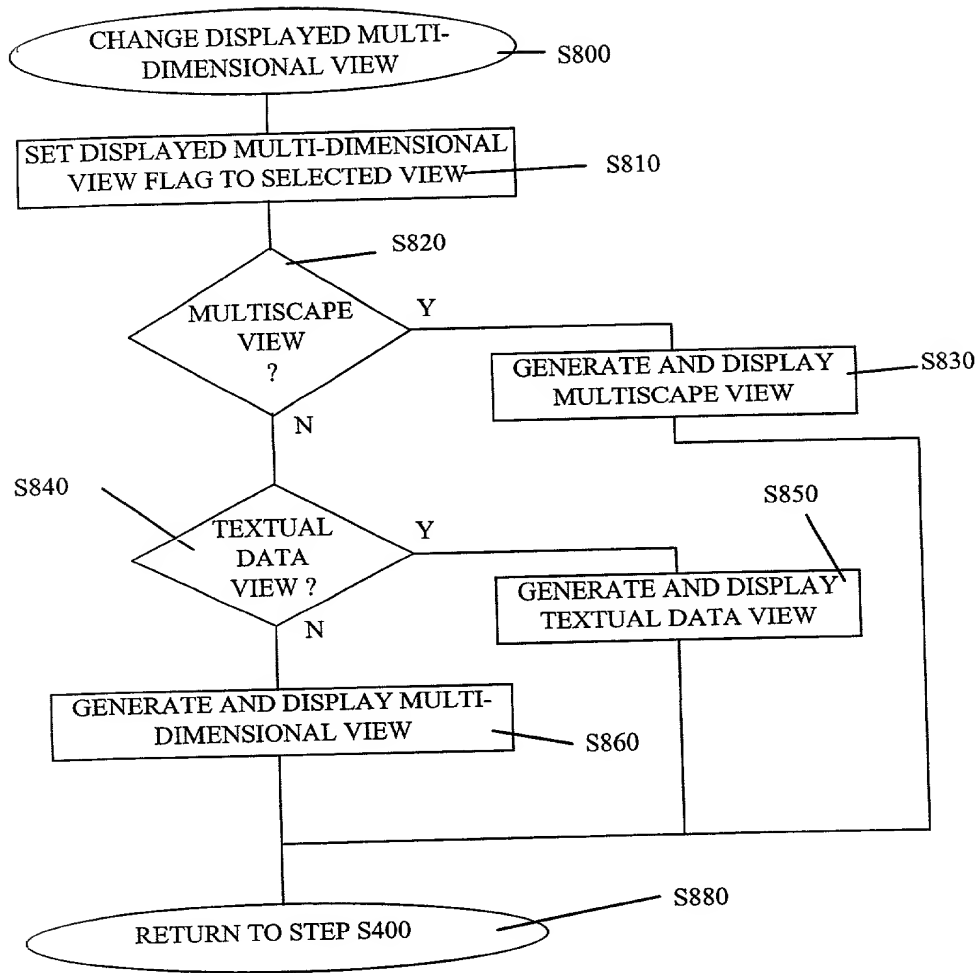 CHANGE DISPLAYED MULTI-
DIMENSIONAL VIEW
S800
SET DISPLAYED MULTI-DIMENSIONAL
VIEW FLAG TO SELECTED VIEW
S810
S820
MULTISCAPE
VIEW
?
Y
N
GENERATE AND DISPLAY
MULTISCAPE VIEW
S830
S840
TEXTUAL
DATA
VIEW ?
Y
N
S850
GENERATE AND DISPLAY
TEXTUAL DATA VIEW
GENERATE AND DISPLAY MULTI-
DIMENSIONAL VIEW
S860
RETURN TO STEP S400
S880